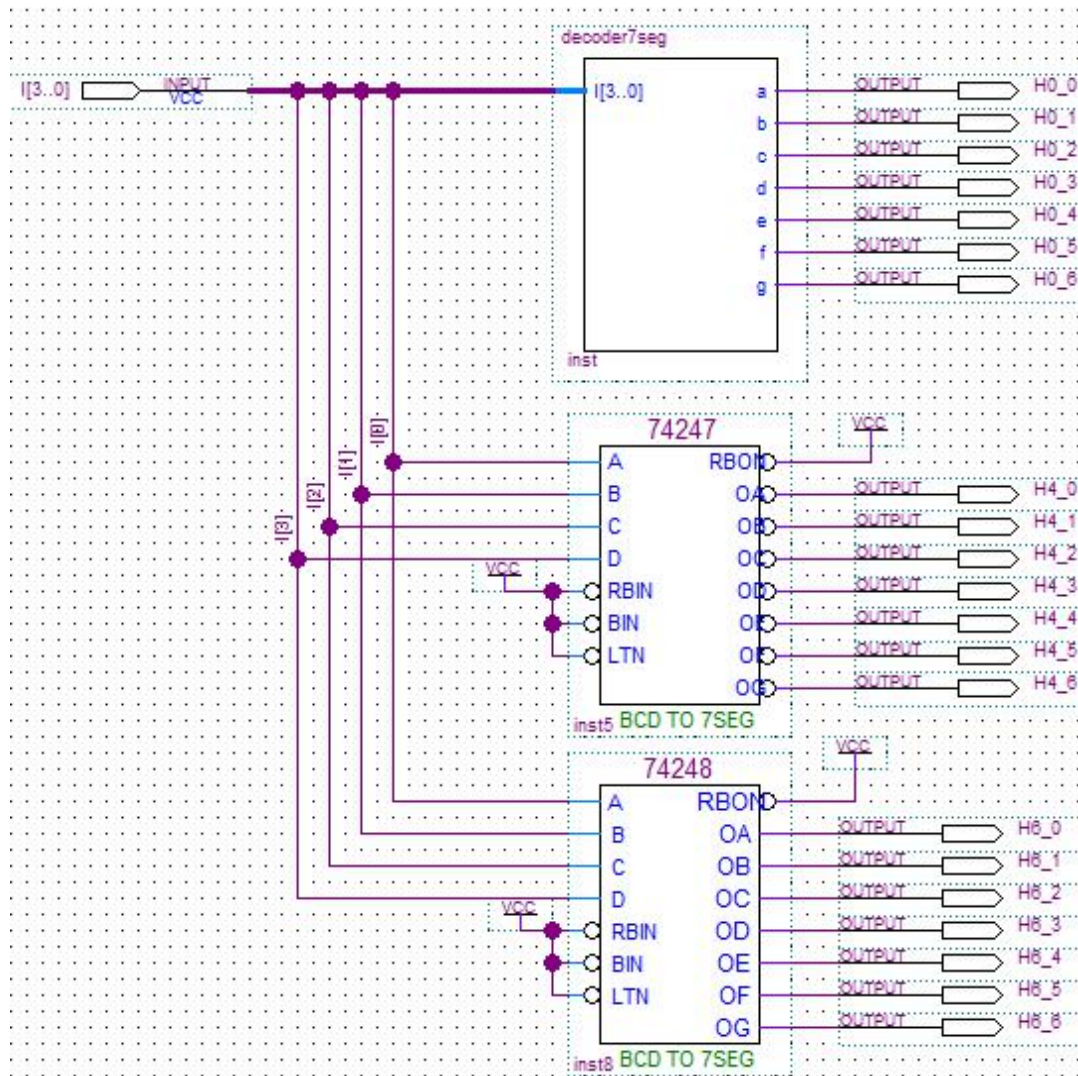 decoder7seg
I[3..0] INPUT VCC I[3..0] a OUTPUT H0_0
b OUTPUT H0_1
c OUTPUT H0_2
d OUTPUT H0_3
e OUTPUT H0_4
f OUTPUT H0_5
g OUTPUT H0_6
inst
74247
VCC
I[0]
I[1]
I[2]
I[3]
A RBON
B OA OUTPUT H4_0
C OB OUTPUT H4_1
D OC OUTPUT H4_2
VCC
RBIN OD OUTPUT H4_3
BIN OE OUTPUT H4_4
LTN OF OUTPUT H4_5
OG OUTPUT H4_6
inst5 BCD TO 7SEG
VCC
74248
A RBON
B OA OUTPUT H6_0
C OB OUTPUT H6_1
D OC OUTPUT H6_2
VCC
RBIN OD OUTPUT H6_3
BIN OE OUTPUT H6_4
LTN OF OUTPUT H6_5
OG OUTPUT H6_6
inst8 BCD TO 7SEG